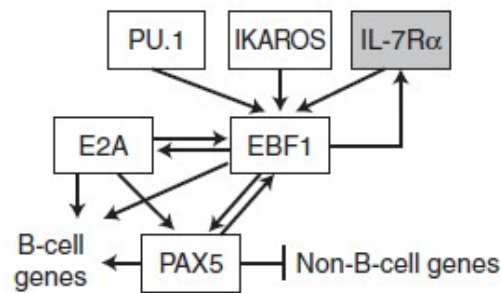 PU.1
IKAROS
IL-7Rα
E2A
EBF1
B-cell
genes
PAX5
Non-B-cell genes